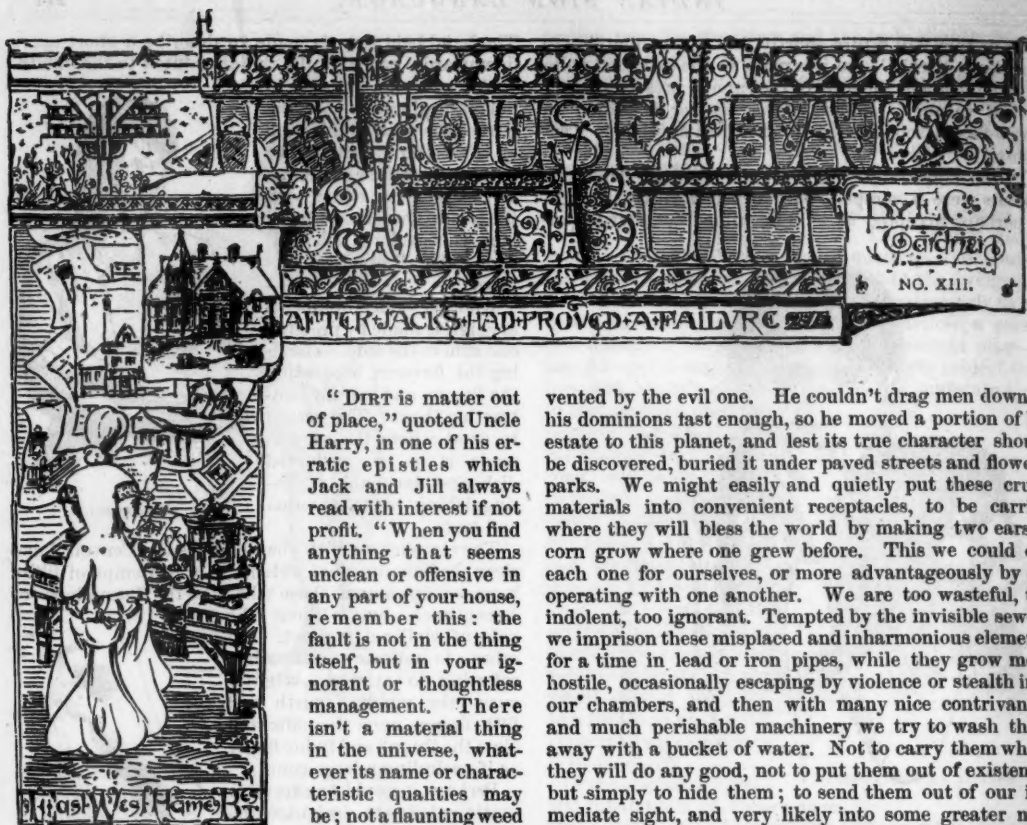 THE HOUSE THAT
JILL BUILT
By E. C.
Gardner
NO. XIII.
AFTER JACKS HAD PROVED A FAILURE
East West Hame's Best
“DIRT is matter out
of place,” quoted Uncle
Harry, in one of his er-
ratic epistles which
Jack and Jill always
read with interest if not
profit. “When you find
anything that seems
unclean or offensive in
any part of your house,
remember this: the
fault is not in the thing
itself, but in your ig-
norant or thoughtless
management. There
isn’t a material thing
in the universe, what-
ever its name or charac-
teristic qualities may
be; not a flaunting weed
vented by the evil one. He couldn’t drag men down
his dominions fast enough, so he moved a portion of
estate to this planet, and lest its true character
be discovered, buried it under paved streets and
parks. We might easily and quietly put these
materials into convenient receptacles, to be
where they will bless the world by making two
corn grow where one grew before. This we could
each one for ourselves, or more advantageously by
operating with one another. We are too wasteful,
indolent, too ignorant. Tempted by the invisible
we imprison these misplaced and inharmonious
for a time in lead or iron pipes, while they grow
hostile, occasionally escaping by violence or stealth
our chambers, and then with many nice
and much perishable machinery we try to wash
away with a bucket of water. Not to carry them
they will do any good, not to put them out of
but simply to hide them; to send them out of our
mediate sight, and very likely into some greater